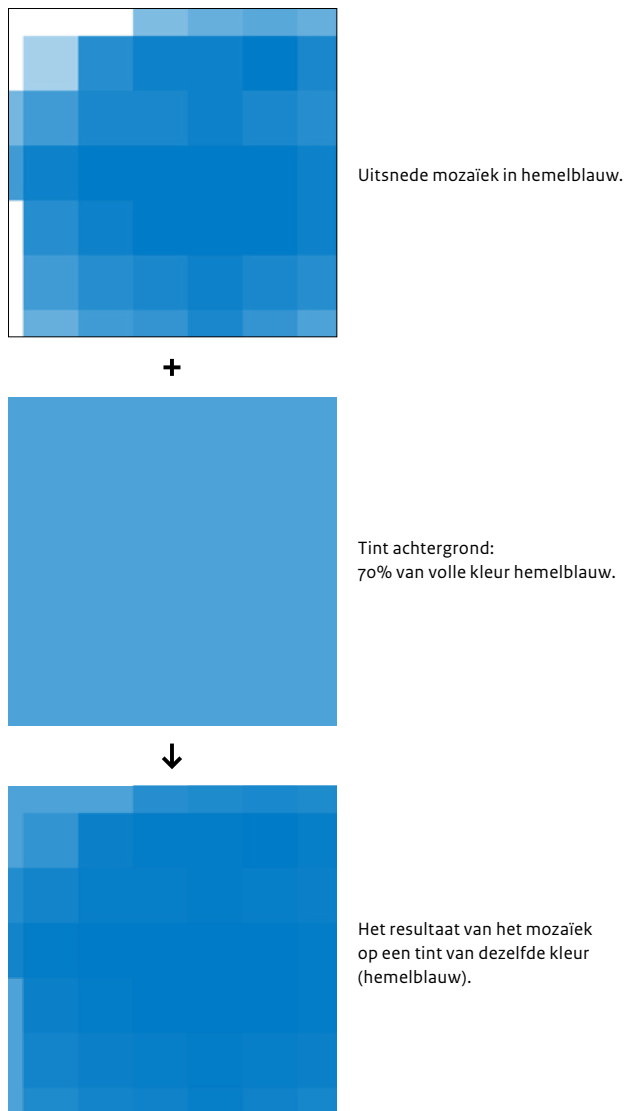 Uitsnede mozaïek in hemelblauw.
+
Tint achtergrond:
70% van volle kleur hemelblauw.
↓
Het resultaat van het mozaïek
op een tint van dezelfde kleur
(hemelblauw).